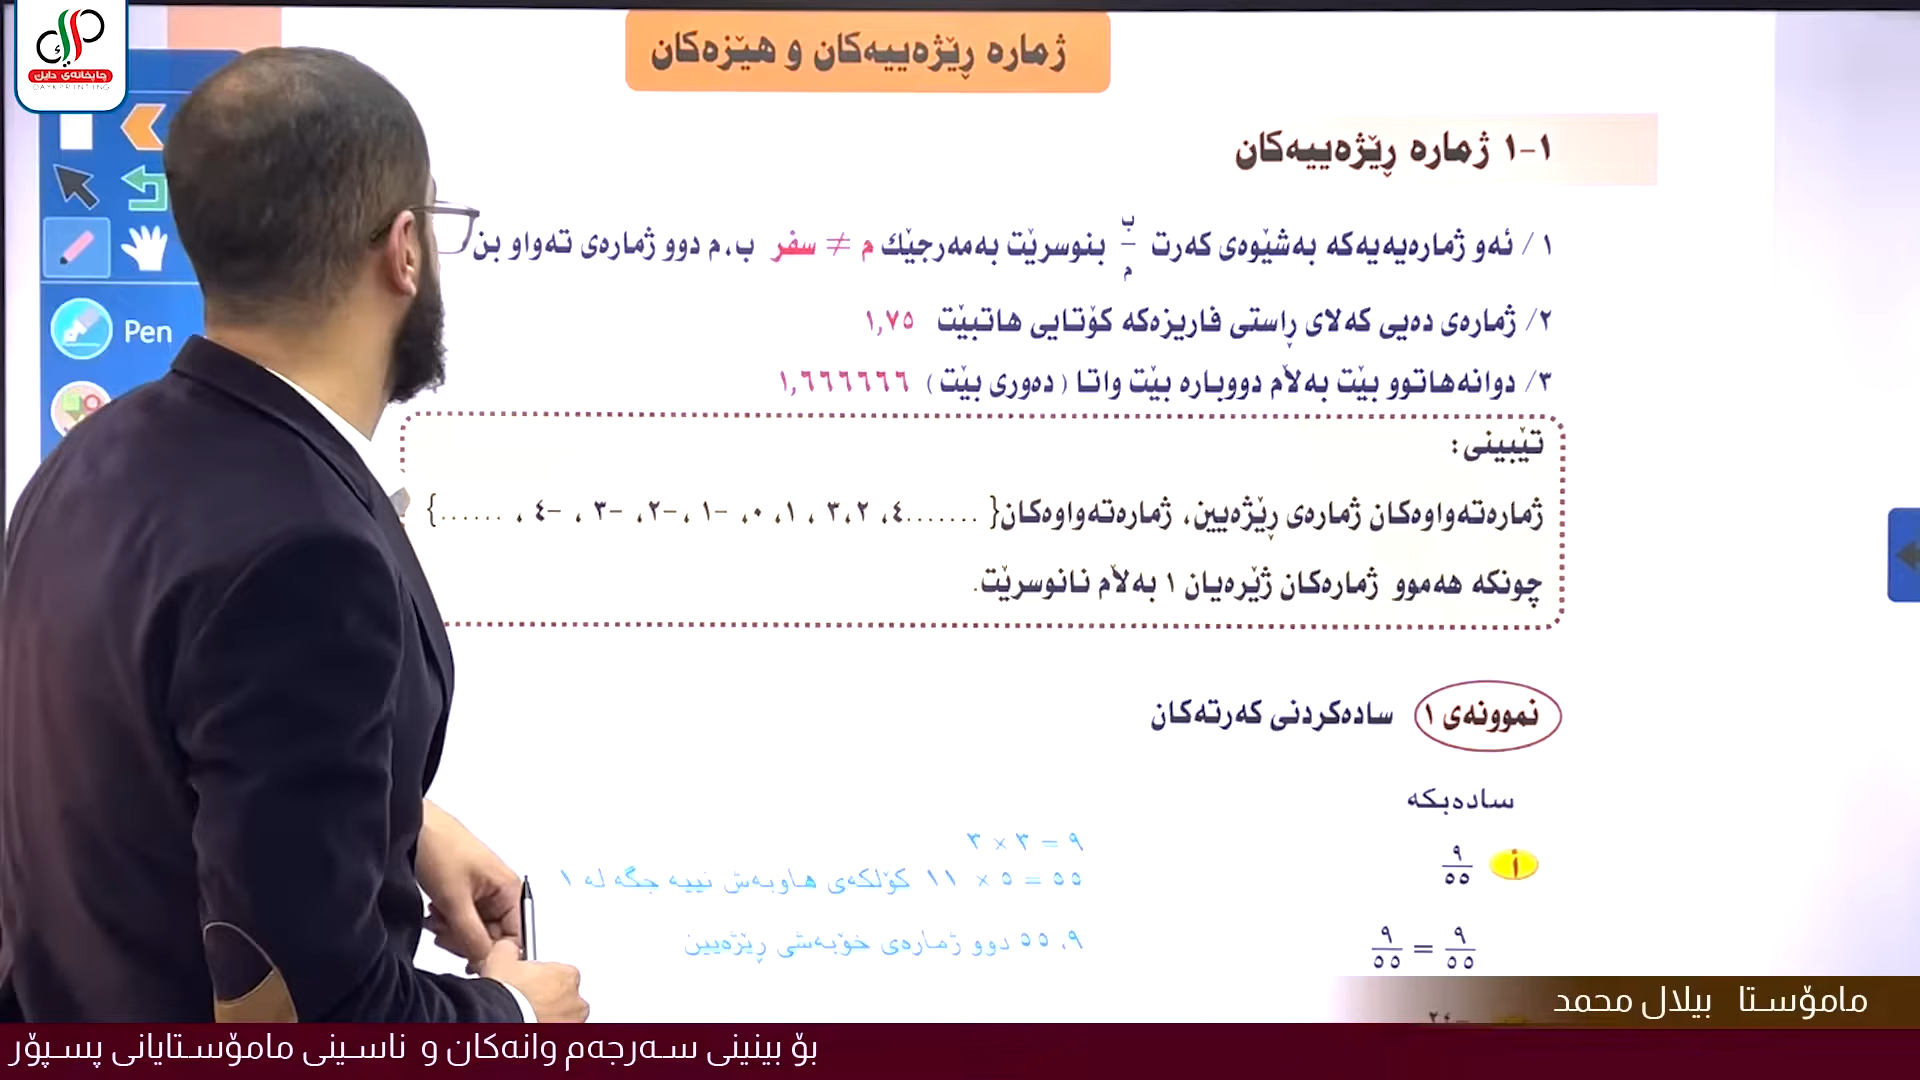 چاپخانەی دایک
DAYK PRINTING
ژمارە ڕێژەییەکان و هێزەکان
١-١ ژمارە ڕێژەییەکان
١/ ئەو ژمارەیەیەکە بەشێوەی کەرت ب/م بنوسرێت بەمەرجێك م ≠ سفر ب، م دوو ژمارەی تەواو بن
٢/ ژمارەی دەیی کەلای ڕاستی فاریزەکە کۆتایی هاتبێت ١,٧٥
٣/ دوانەهاتوو بێت بەلاَم دووبارە بێت واتا ( دەوری بێت ) ١,٦٦٦٦٦٦
تێبینی:
ژمارەتەواوەکان ژمارەی ڕێژەیین، ژمارەتەواوەکان{ .......٤، ٣،٢ ، ١، ٠، -١ ،-٢، -٣ ، -٤ ، ......}
چونکە هەموو ژمارەکان ژێرەیان ١ بەلاَم نانوسرێت.
نموونەی ١ سادەکردنی کەرتەکان
سادەبکە
أ ٩/٥٥
٩ = ٣ × ٣
٥٥ = ٥ × ١١ کۆلکەی هاوبەش نییە جگە لە ١
٩/٥٥ = ٩/٥٥
٩، ٥٥ دوو ژمارەی خۆبەشی ڕێژەیین
Pen
مامۆستا بیلال محمد
بۆ بینینی سەرجەم وانەکان و ناسینی مامۆستایانی پسپۆر